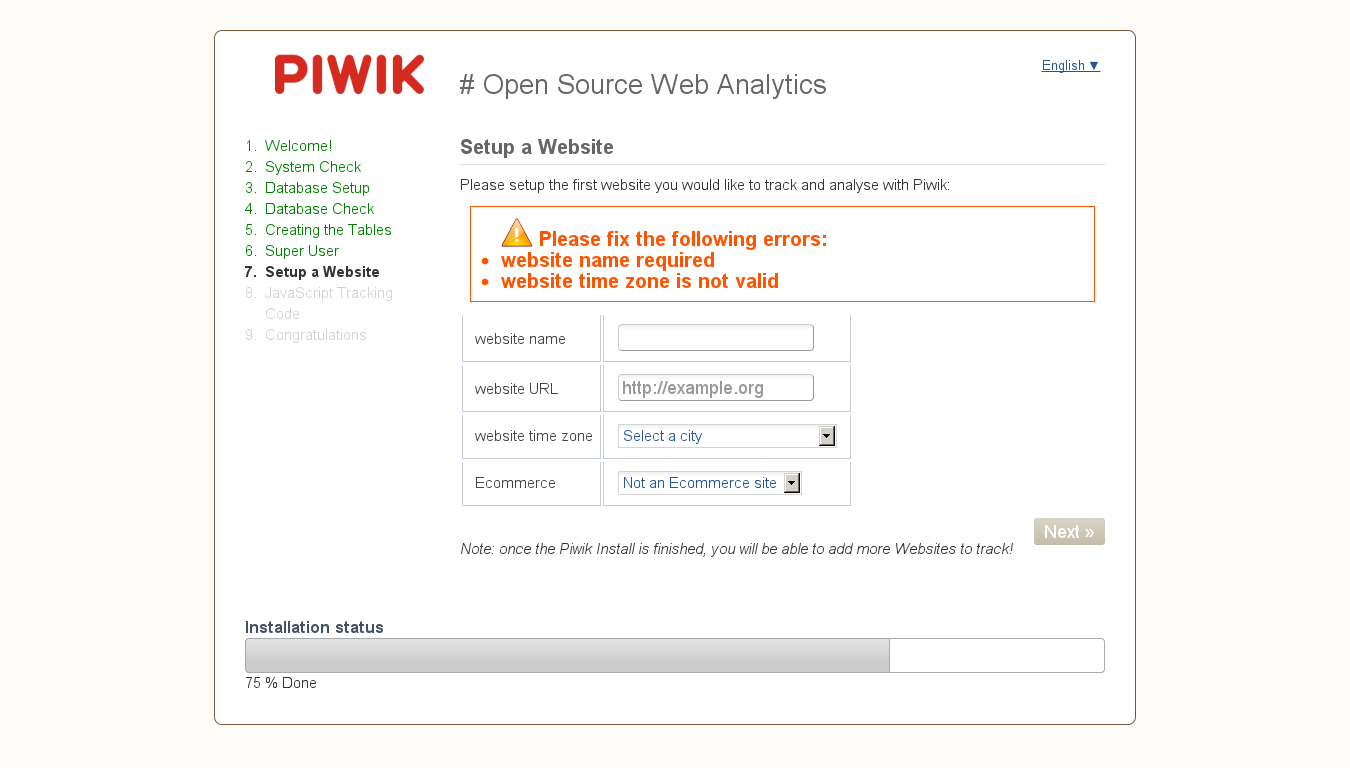 PIWIK
# Open Source Web Analytics
English ▼
1. Welcome!
2. System Check
3. Database Setup
4. Database Check
5. Creating the Tables
6. Super User
7. Setup a Website
8. JavaScript Tracking
Code
9. Congratulations
Setup a Website
Please setup the first website you would like to track and analyse with Piwik:
Please fix the following errors:
• website name required
• website time zone is not valid
website name
website URL http://example.org
website time zone Select a city
Ecommerce Not an Ecommerce site
Next »
Note: once the Piwik Install is finished, you will be able to add more Websites to track!
Installation status
75 % Done